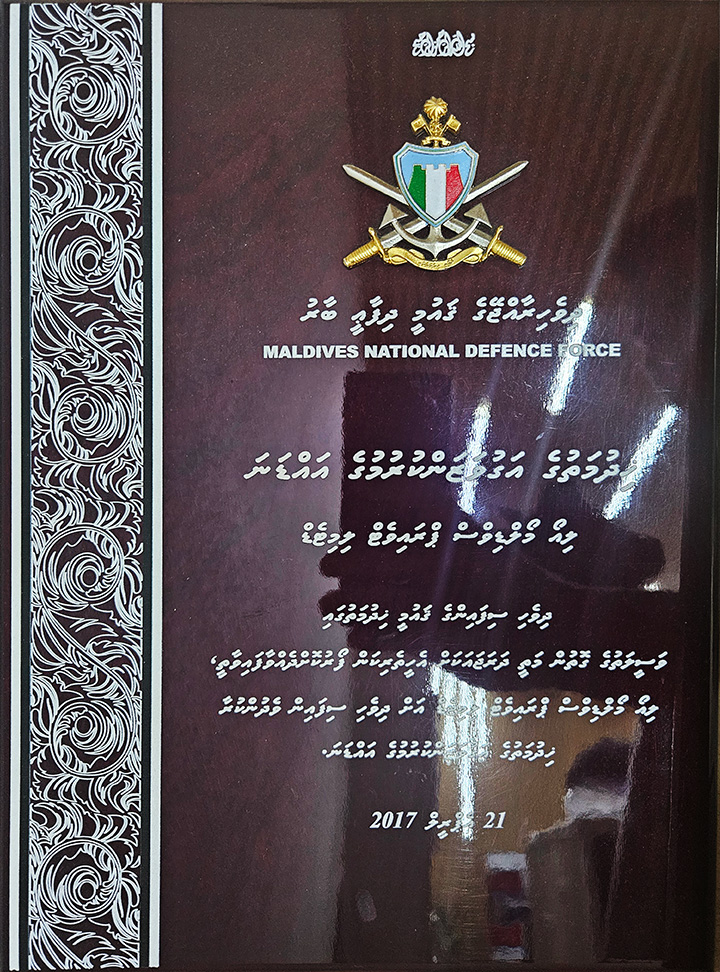 ދިވެހިރާއްޖޭގެ ޤައުމީ ދިފާޢީ ބާރު
MALDIVES NATIONAL DEFENCE FORCE
ޚިދުމަތުގެ އަގުވަޒަންކުރުމުގެ އައްޑަނަ
ލިއޯ މޯލްޑިވްސް ޕްރައިވެޓް ލިމިޓެޑް
ދިވެހި ސިފައިންގެ ޤައުމީ ޚިދުމަތުގައި
ވަސީލަތުގެ ގޮތުން މަތީ ދަރަޖައަކަށް އެހީތެރިކަން ފޯރުކޮށްދެއްވާފައިވާތީ،
ލިއޯ މޯލްޑިވްސް ޕްރައިވެޓް ލިމިޓެޑް އަށް ދިވެހި ސިފައިން ވެދުންކުރާ
ޚިދުމަތުގެ އަގުވަޒަންކުރުމުގެ އައްޑަނަ.
21 އޭޕްރީލް 2017